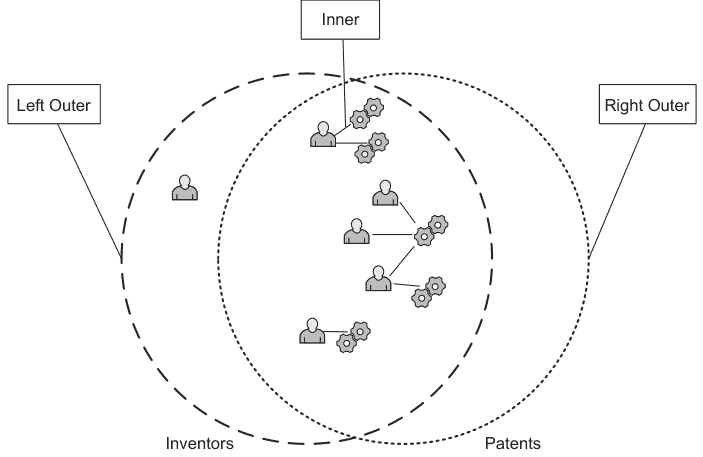 Inner
Left Outer
Right Outer
Inventors
Patents